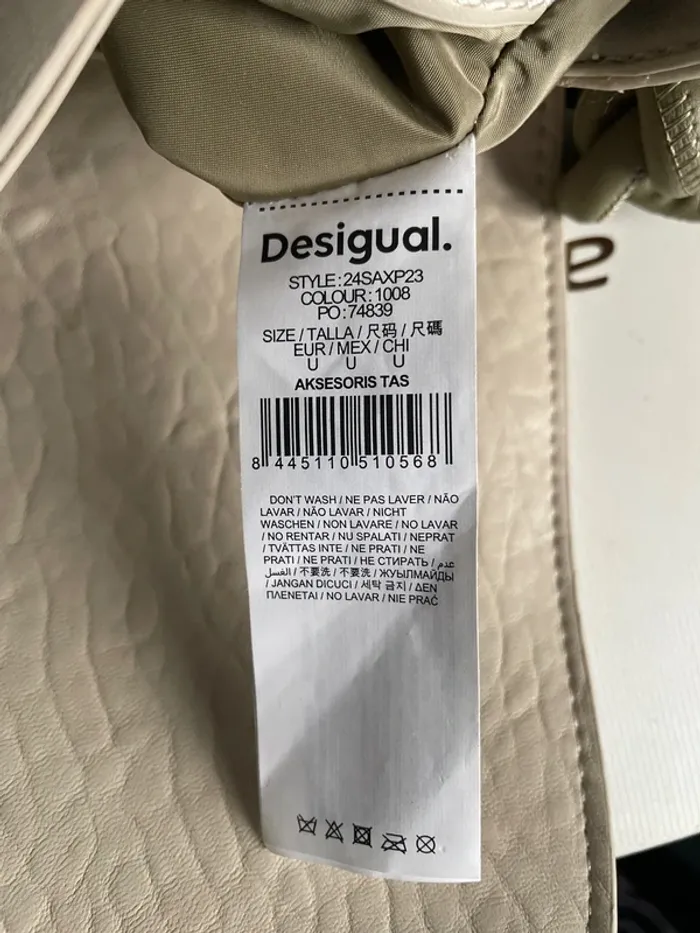 Desigual.
STYLE : 24SAXP23
COLOUR : 1008
PO : 74839
SIZE / TALLA / 尺码 / 尺碼
EUR / MEX / CHI
U U U
AKSESORIS TAS
8 445110 510568
DON'T WASH / NE PAS LAVER / NÃO
LAVAR / NÃO LAVAR / NICHT
WASCHEN / NON LAVARE / NO LAVAR
/ NO RENTAR / NU SPALATI / NEPRAT
/ TVÄTTAS INTE / NE PRATI / NE
PRATI / NE PRATI / НЕ СТИРАТЬ / عدم
الغسل / 不要洗 / 不要洗 / ЖУЫЛМАЙДЫ
/ JANGAN DICUCI / 세탁 금지 / ΔΕΝ
ΠΛΕΝΕΤΑΙ / NO LAVAR / NIE PRAĆ
e